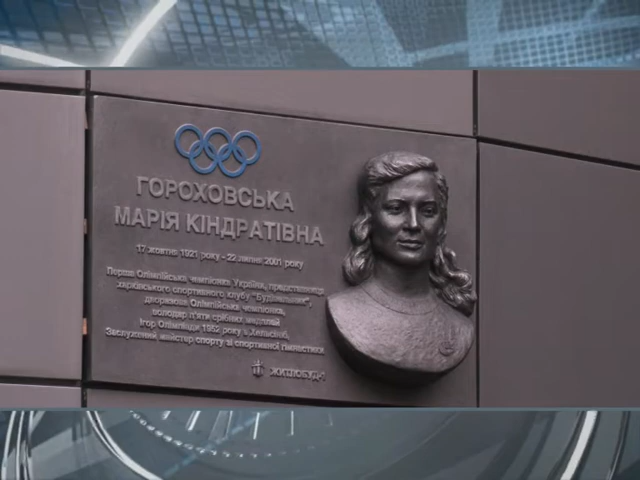 ГОРОХОВСЬКА
МАРІЯ КІНДРАТІВНА
17 жовтня 1921 року - 22 липня 2001 року
Перша Олімпійська чемпіонка України, представниця
харківського спортивного клубу "Будівельник",
дворазова Олімпійська чемпіонка,
володар п'яти срібних медалей
Ігор Олімпіади 1952 року в Хельсінкі,
Заслужений майстер спорту зі спортивної гімнастики
ЖИТЛОБУД-1